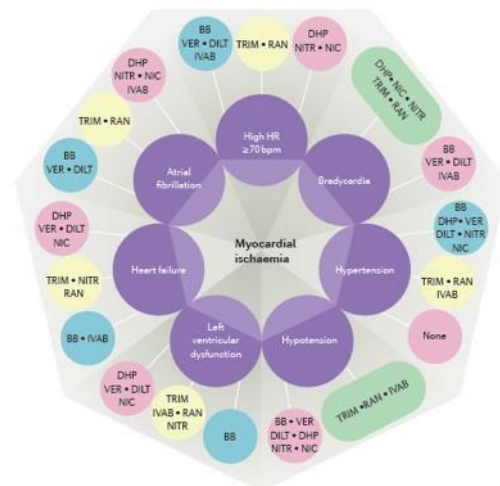 BB
VER • DILT
IVAB
TRIM • RAN
DHP
NITR • NIC
DHP
NITR • NIC
IVAB
DHP • NIC • NITR
TRIM • RAN
TRIM • RAN
High HR
≥70 bpm
BB
VER • DILT
Atrial
fibrillation
Bradycardia
BB
VER • DILT
IVAB
DHP
VER • DILT
NIC
BB
DHP • VER
DILT • NITR
NIC
Myocardial
ischaemia
Heart failure
Hypertension
TRIM • NITR
RAN
TRIM • RAN
IVAB
BB • IVAB
Left
ventricular
dysfunction
Hypotension
None
DHP
VER • DILT
NIC
TRIM
IVAB • RAN
NITR
BB
BB • VER
DILT • DHP
NITR • NIC
TRIM • RAN • IVAB